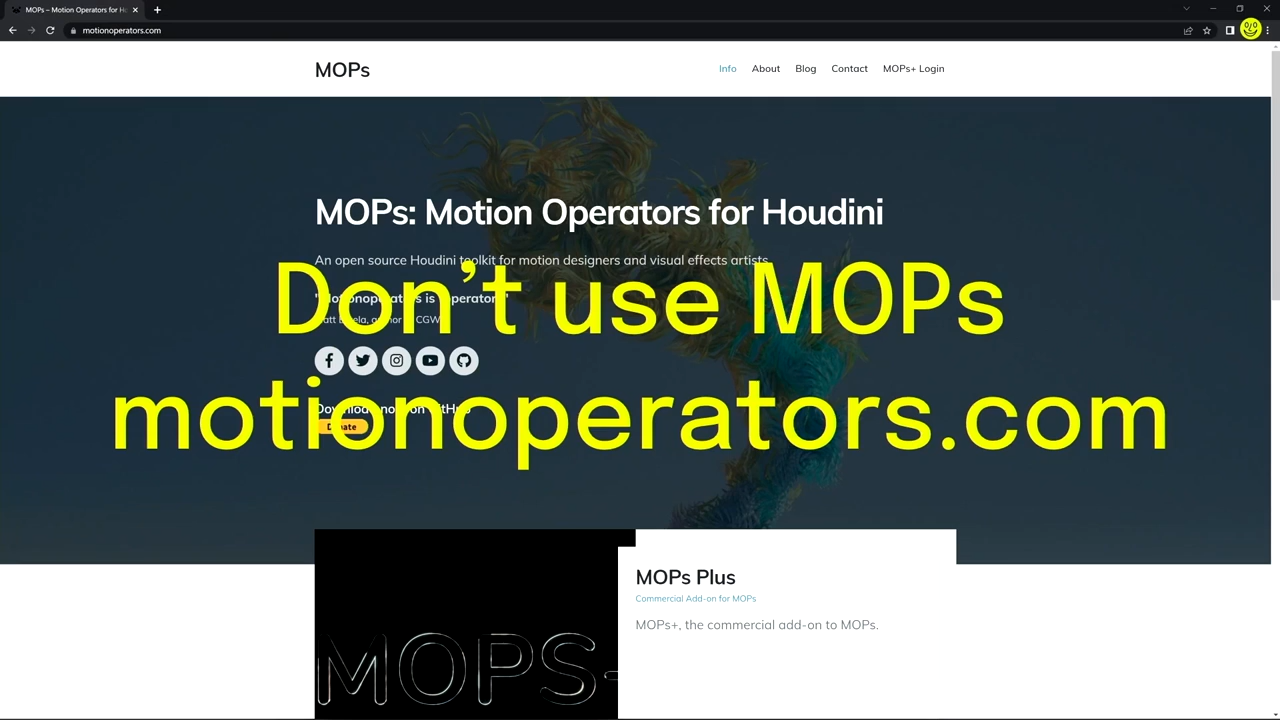 MOPs – Motion Operators for H
motionoperators.com
MOPs
Info About Blog Contact MOPs+ Login
MOPs: Motion Operators for Houdini
An open source Houdini toolkit for motion designers and visual effects artists
Don’t use MOPs
motionoperators.com
Donate
MOPs Plus
Commercial Add-on for MOPs
MOPs+, the commercial add-on to MOPs.
MOPS